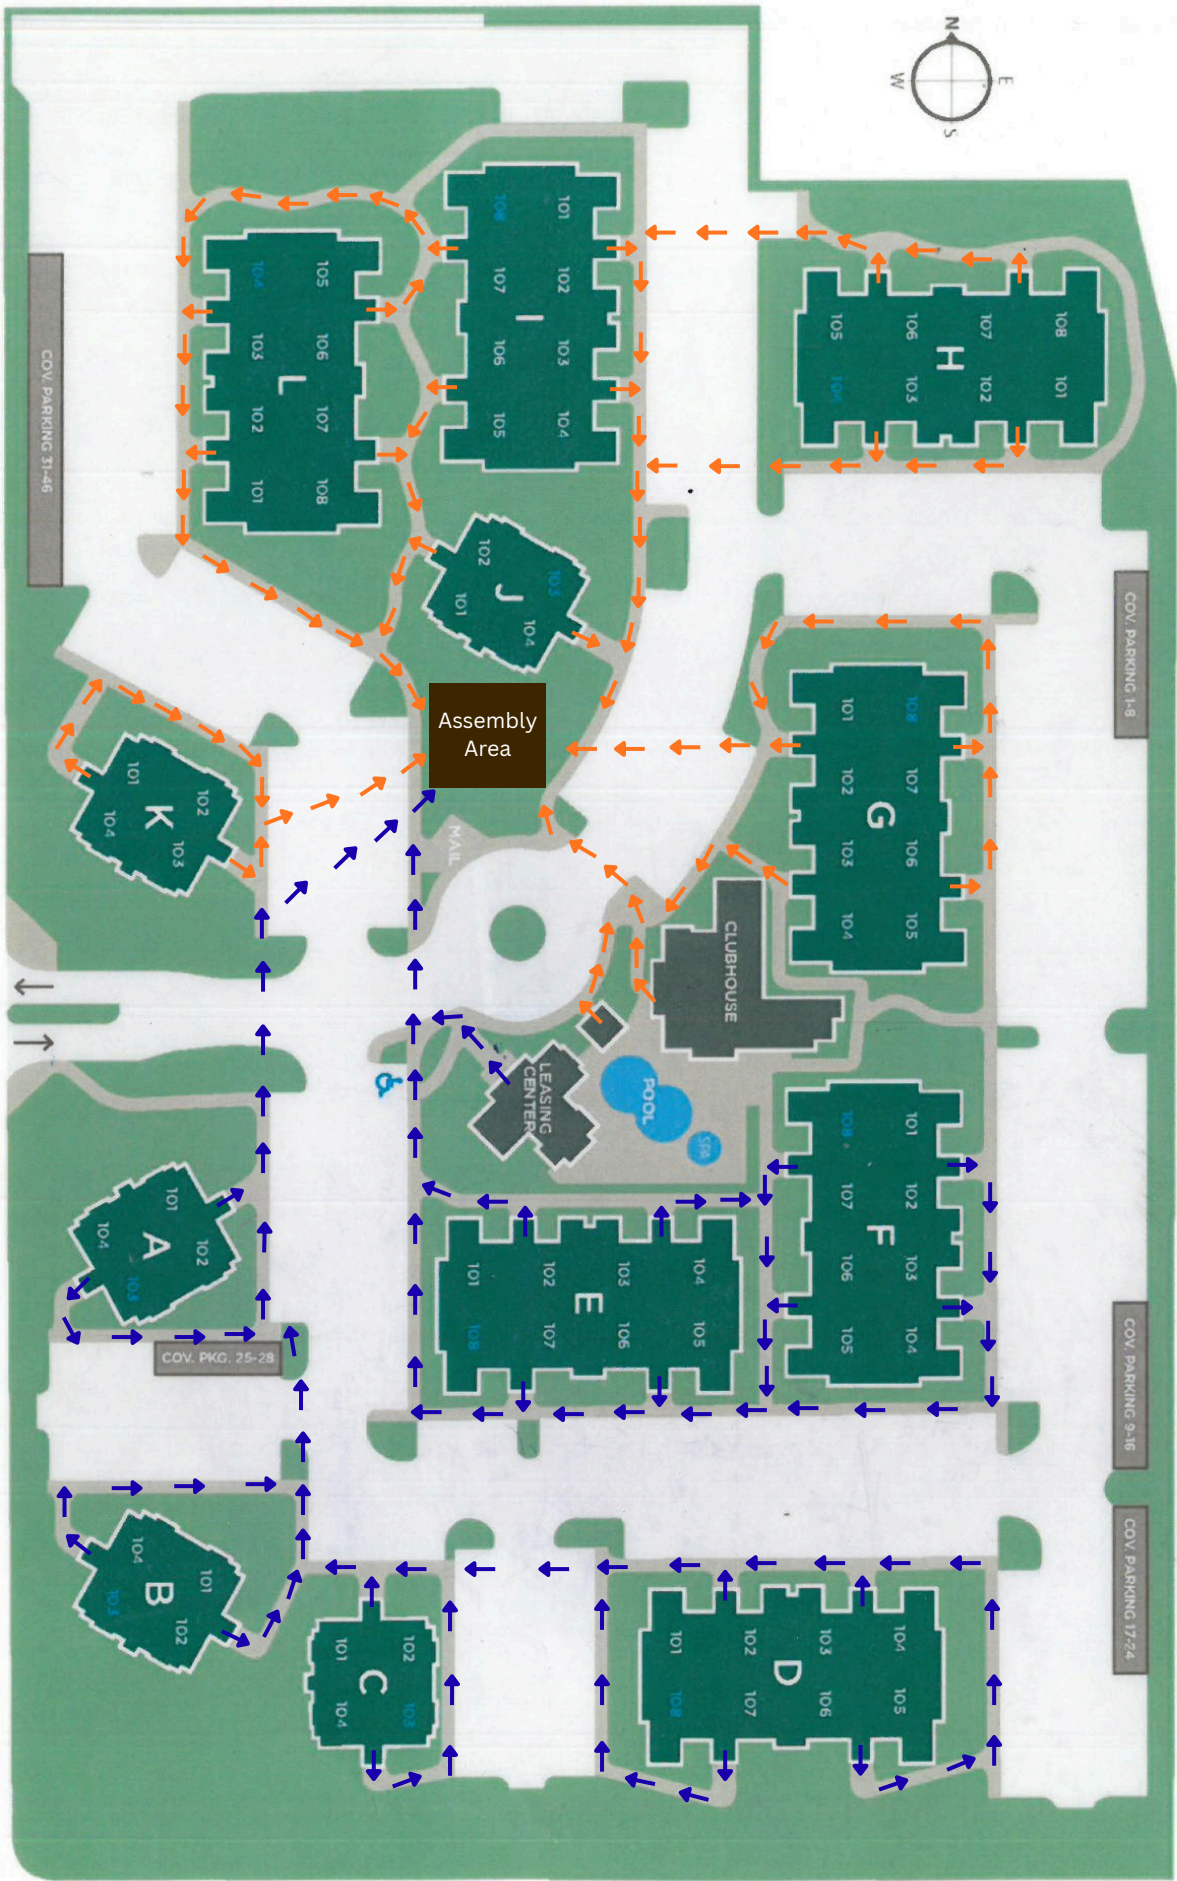 N
W
E
S
101
108
102
107
103
106
104
105
I
105
104
106
103
107
102
108
101
L
108
107
106
105
101
102
103
104
H
COV. PARKING 31-46
COV. PARKING 1-8
102
103
101
104
J
Assembly
Area
101
108
102
107
103
106
104
105
G
101
102
104
103
K
MAIL
CLUBHOUSE
LEASING
CENTER
POOL
SPA
101
108
102
107
103
106
104
105
F
101
102
104
103
A
COV. PKG. 25-28
101
102
103
104
108
107
106
105
E
COV. PARKING 9-16
COV. PARKING 17-24
104
101
103
102
B
101
102
104
103
C
101
102
103
104
108
107
106
105
D